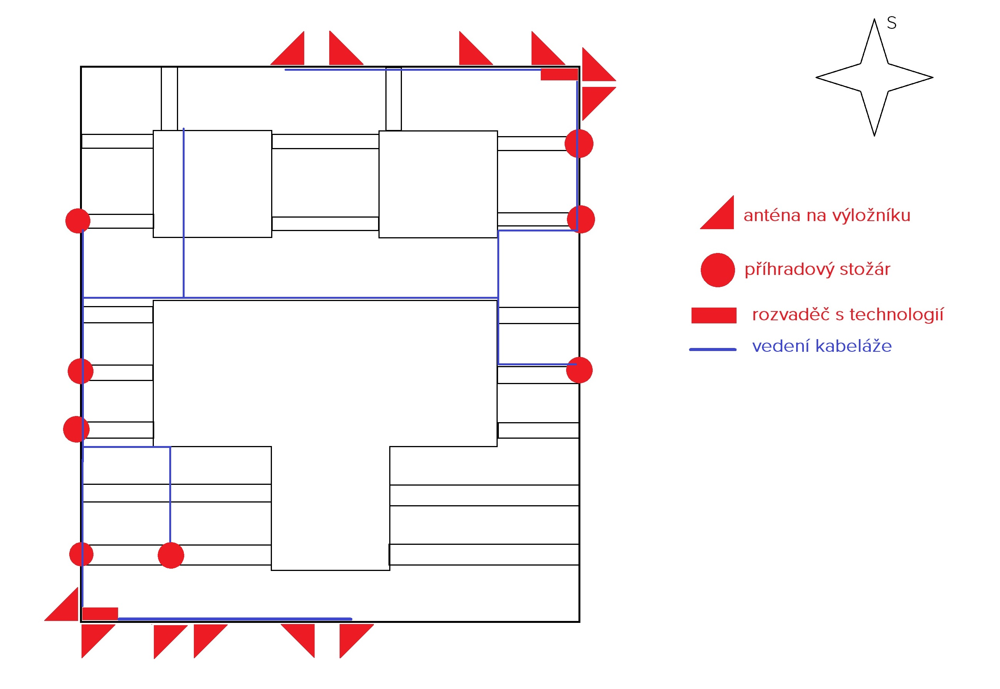 S
anténa na výložníku
příhradový stožár
rozvaděč s technologií
vedení kabeláže